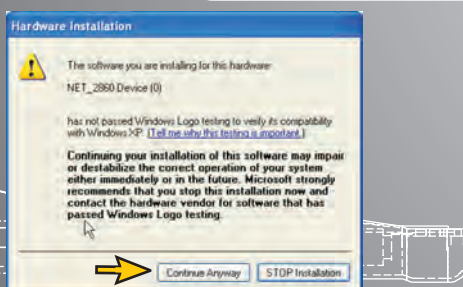 Hardware Installation
The software you are installing for this hardware:
NET_2860 Device (0)
has not passed Windows Logo testing to verify its compatibility
with Windows XP. (Tell me why this testing is important.)
Continuing your installation of this software may impair
or destabilize the correct operation of your system
either immediately or in the future. Microsoft strongly
recommends that you stop this installation now and
contact the hardware vendor for software that has
passed Windows Logo testing.
Continue Anyway
STOP Installation